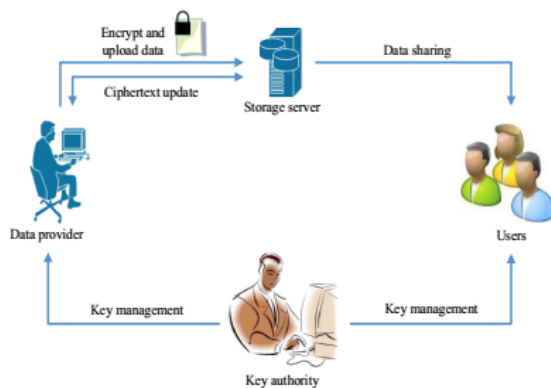 Encrypt and
upload data
Data sharing
Ciphertext update
Storage server
Data provider
Users
Key management
Key management
Key authority